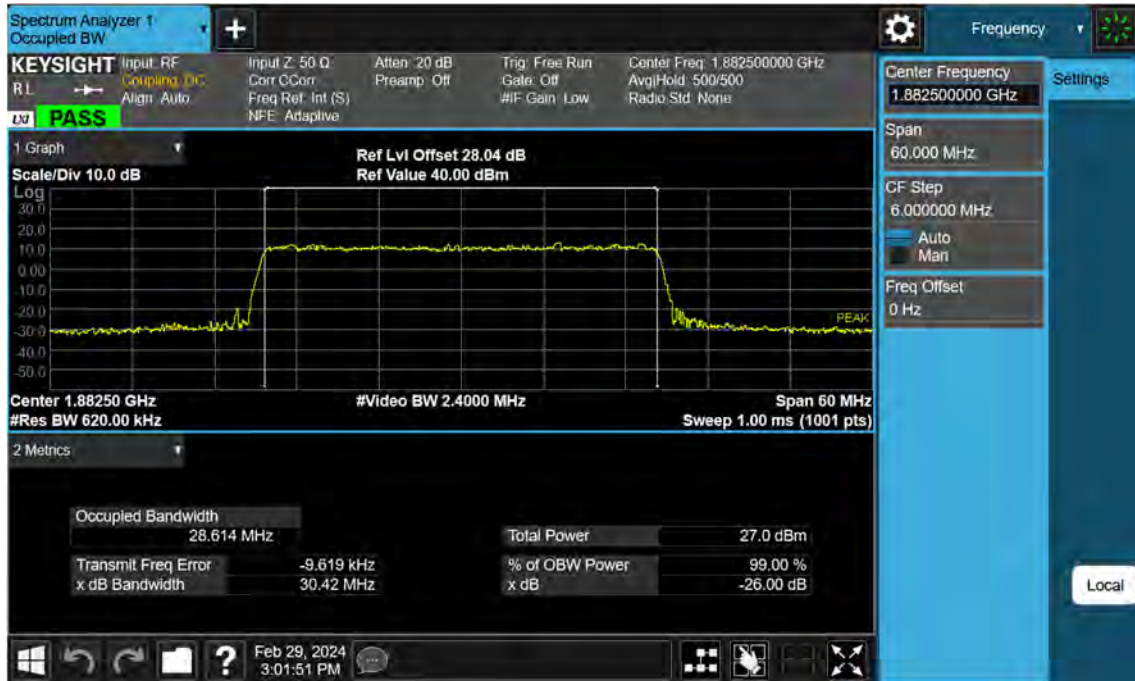 Spectrum Analyzer 1
Occupied BW
+
Frequency
KEYSIGHT Input: RF Input Z: 50 Ω Atten: 20 dB Trig: Free Run Center Freq: 1.882500000 GHz
RL Coupling: DC Corr CCorr Preamp: Off Gate: Off Avg|Hold: 500/500
Align: Auto Freq Ref: Int (S) #IF Gain: Low Radio Std: None
LXI PASS NFE: Adaptive
1 Graph
Ref Lvl Offset 28.04 dB
Scale/Div 10.0 dB Ref Value 40.00 dBm
Log
30.0
20.0
10.0
0.00
-10.0
-20.0
-30.0
-40.0
-50.0
PEAK
Center 1.88250 GHz #Video BW 2.4000 MHz Span 60 MHz
#Res BW 620.00 kHz Sweep 1.00 ms (1001 pts)
2 Metrics
Occupied Bandwidth
28.614 MHz Total Power 27.0 dBm
Transmit Freq Error -9.619 kHz % of OBW Power 99.00 %
x dB Bandwidth 30.42 MHz x dB -26.00 dB
Center Frequency
1.882500000 GHz
Settings
Span
60.000 MHz
CF Step
6.000000 MHz
Auto
Man
Freq Offset
0 Hz
Local
? Feb 29, 2024
3:01:51 PM